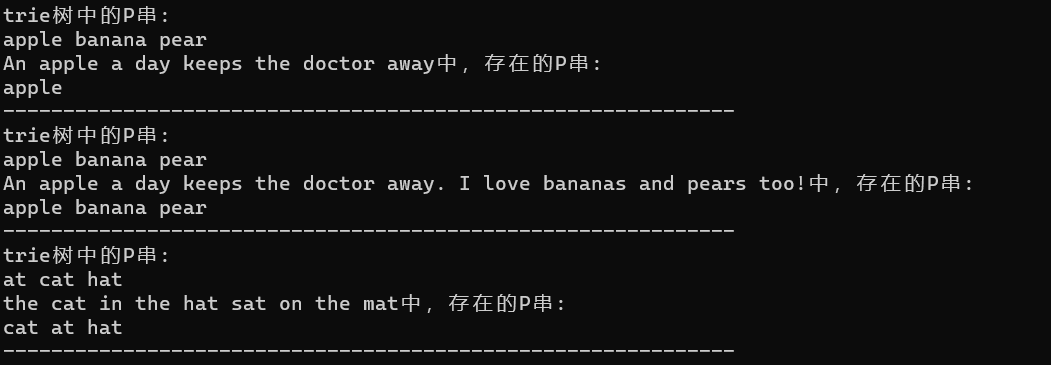 trie树中的P串:
apple banana pear
An apple a day keeps the doctor away中, 存在的P串:
apple
-------------------------------------------------------------
trie树中的P串:
apple banana pear
An apple a day keeps the doctor away. I love bananas and pears too!中, 存在的P串:
apple banana pear
-------------------------------------------------------------
trie树中的P串:
at cat hat
the cat in the hat sat on the mat中, 存在的P串:
cat at hat
-------------------------------------------------------------